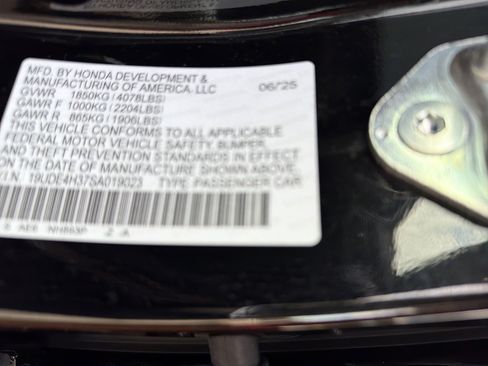 MFD. BY HONDA DEVELOPMENT &
MANUFACTURING OF AMERICA, LLC 06/25
GVWR 1850KG (4078LBS)
GAWR F 1000KG (2204LBS)
GAWR R 865KG (1906LBS)
THIS VEHICLE CONFORMS TO ALL APPLICABLE
FEDERAL MOTOR VEHICLE SAFETY, BUMPER,
AND THEFT PREVENTION STANDARDS IN EFFECT
ON THE DATE OF MANUFACTURE SHOWN ABOVE.
V.I.N. 19UDE4H37SA019023 TYPE: PASSENGER CAR